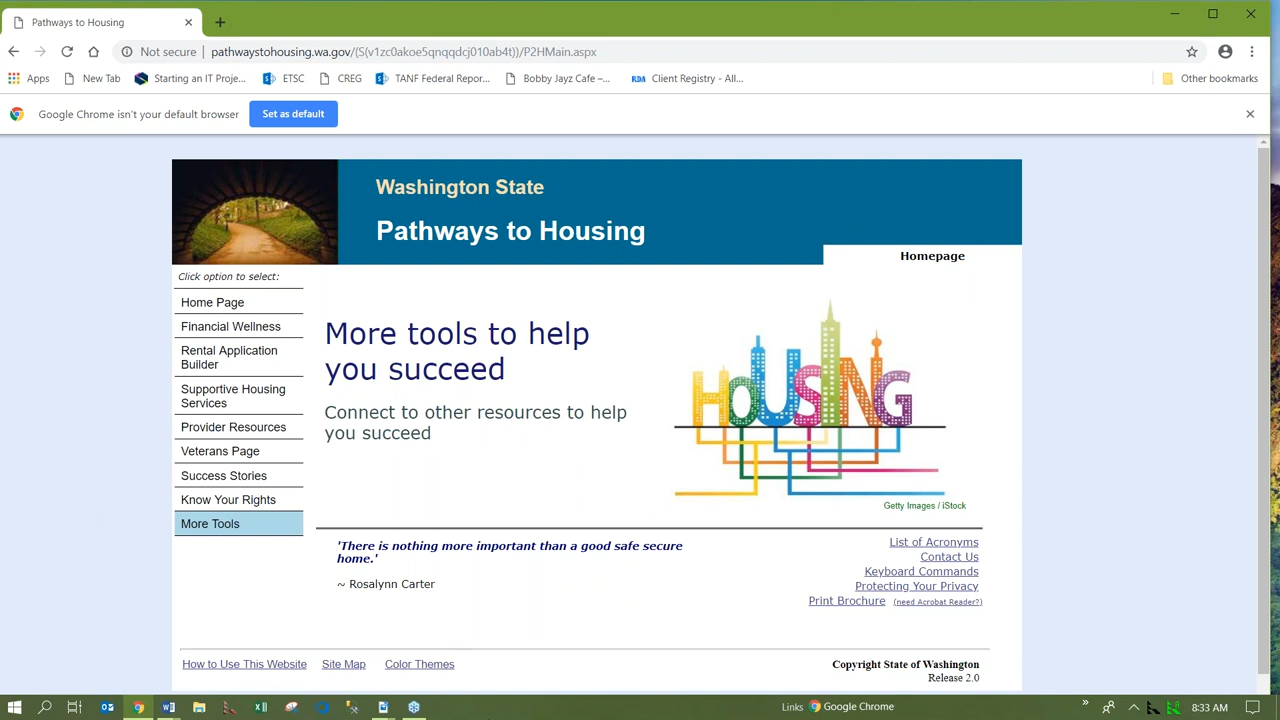 Pathways to Housing
Not secure | pathwaystohousing.wa.gov/(S(v1zc0akoe5qnqqdcj010ab4t))/P2HMain.aspx
Apps New Tab Starting an IT Proje... ETSC CREG TANF Federal Repor... Bobby Jayz Cafe –... RDA Client Registry - All... Other bookmarks
Google Chrome isn't your default browser Set as default
Washington State
Pathways to Housing
Homepage
Click option to select:
Home Page
Financial Wellness
Rental Application
Builder
Supportive Housing
Services
Provider Resources
Veterans Page
Success Stories
Know Your Rights
More Tools
More tools to help
you succeed
Connect to other resources to help
you succeed
HOUSING
Getty Images / iStock
'There is nothing more important than a good safe secure
home.'
~ Rosalynn Carter
List of Acronyms
Contact Us
Keyboard Commands
Protecting Your Privacy
Print Brochure (need Acrobat Reader?)
How to Use This Website Site Map Color Themes
Copyright State of Washington
Release 2.0
Links Google Chrome » 8:33 AM